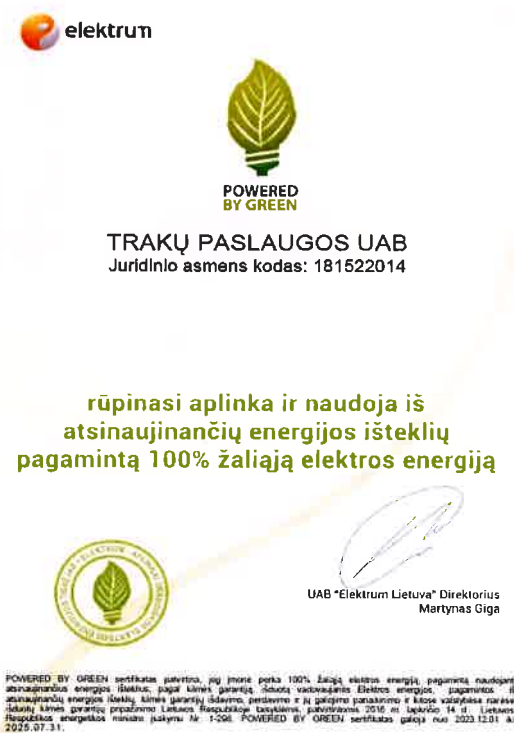 elektrum
POWERED
BY GREEN
TRAKŲ PASLAUGOS UAB
Juridinio asmens kodas: 181522014
rūpinasi aplinka ir naudoja iš
atsinaujinančių energijos išteklių
pagamintą 100% žaliąją elektros energiją
UAB "Elektrum Lietuva" Direktorius
Martynas Giga
POWERED BY GREEN sertifikatas patvirtina, jog įmonė perka 100% žaliąją elektros energiją, pagamintą naudojant
atsinaujinančius energijos išteklius, pagal kilmės garantiją, išduotą vadovaujantis Elektros energijos, pagamintos
atsinaujinančių energijos išteklių, kilmės garantijų išdavimo, perdavimo ir jų galiojimo panaikinimo ir kitose valstybėse narėse
išduotų kilmės garantijų pripažinimo Lietuvos Respublikoje taisyklėmis, patvirtintomis 2016 m. lapkričio 14 d. Lietuvos
Respublikos energetikos ministro įsakymu Nr. 1-298. POWERED BY GREEN sertifikatas galioja nuo 2023.12.01 iki
2025.07.31.